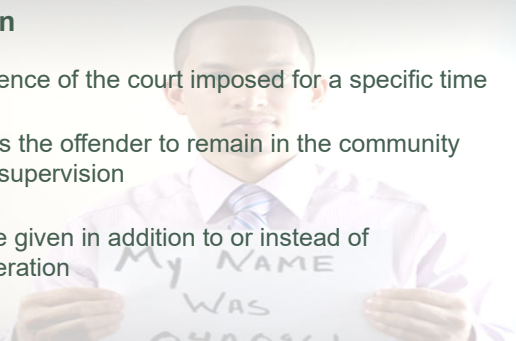 n
ence of the court imposed for a specific time
s the offender to remain in the community
supervision
e given in addition to or instead of
eration
My NAME
WAS